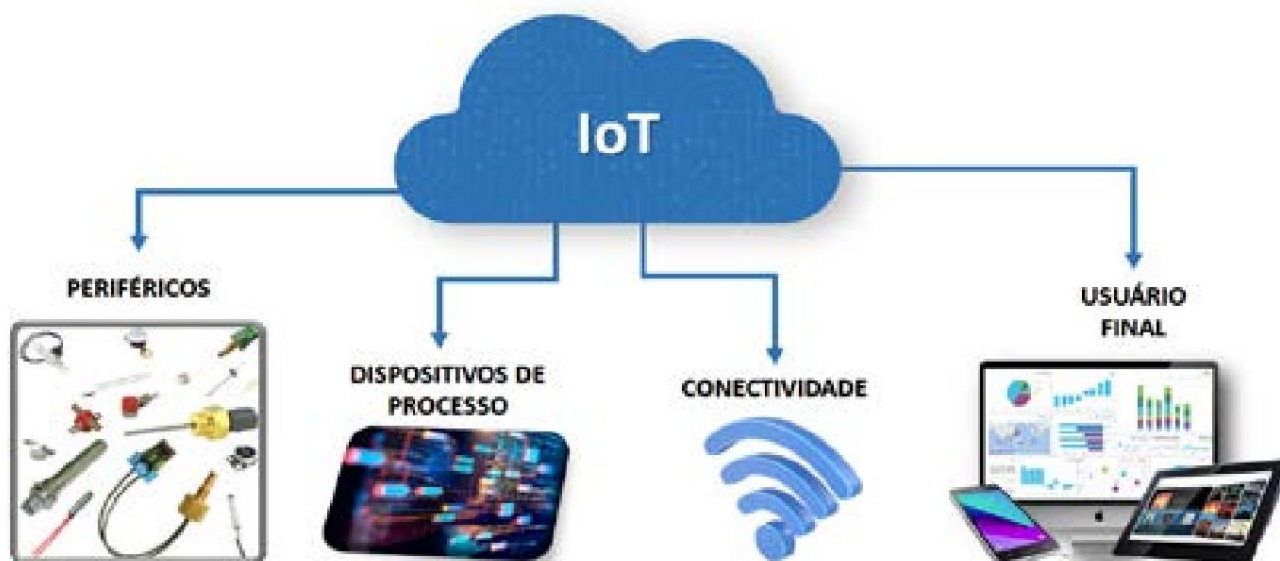 IoT
PERIFÉRICOS
DISPOSITIVOS DE
PROCESSO
CONECTIVIDADE
USUÁRIO
FINAL